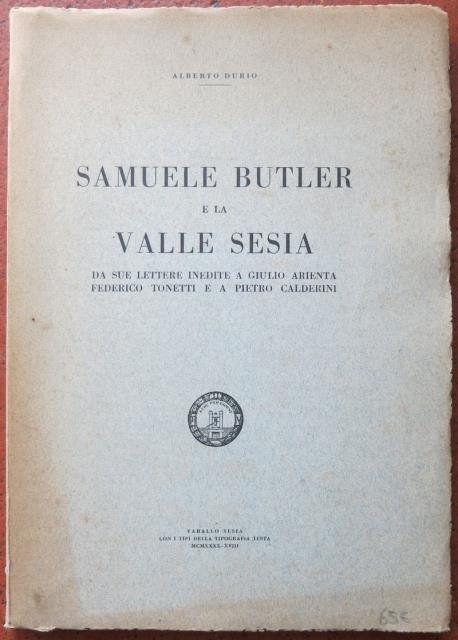 ALBERTO DURIO
SAMUELE BUTLER
E LA
VALLE SESIA
DA SUE LETTERE INEDITE A GIULIO ARIENTA
FEDERICO TONETTI E A PIETRO CALDERINI
VARALLO SESIA
CON I TIPI DELLA TIPOGRAFIA TESTA
MCMXXXX-XVIII
65€